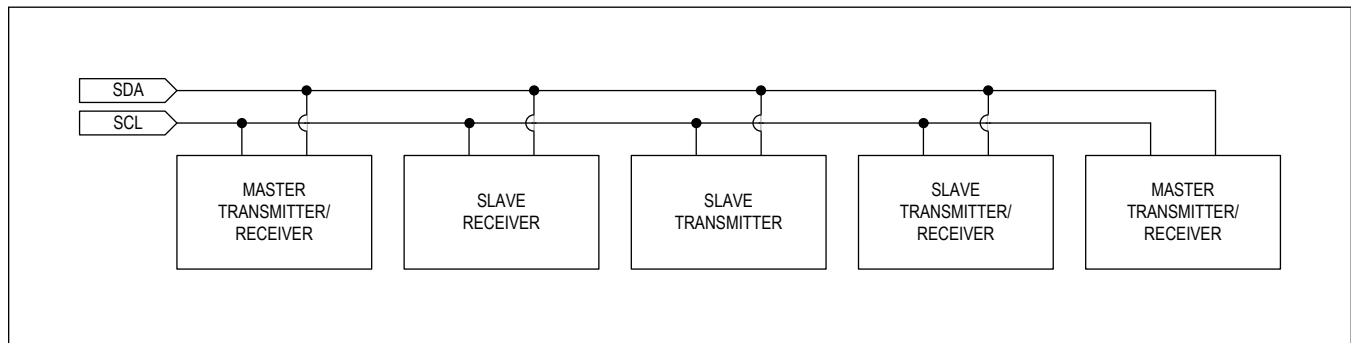 SDA
SCL
MASTER
TRANSMITTER/
RECEIVER
SLAVE
RECEIVER
SLAVE
TRANSMITTER
SLAVE
TRANSMITTER/
RECEIVER
MASTER
TRANSMITTER/
RECEIVER